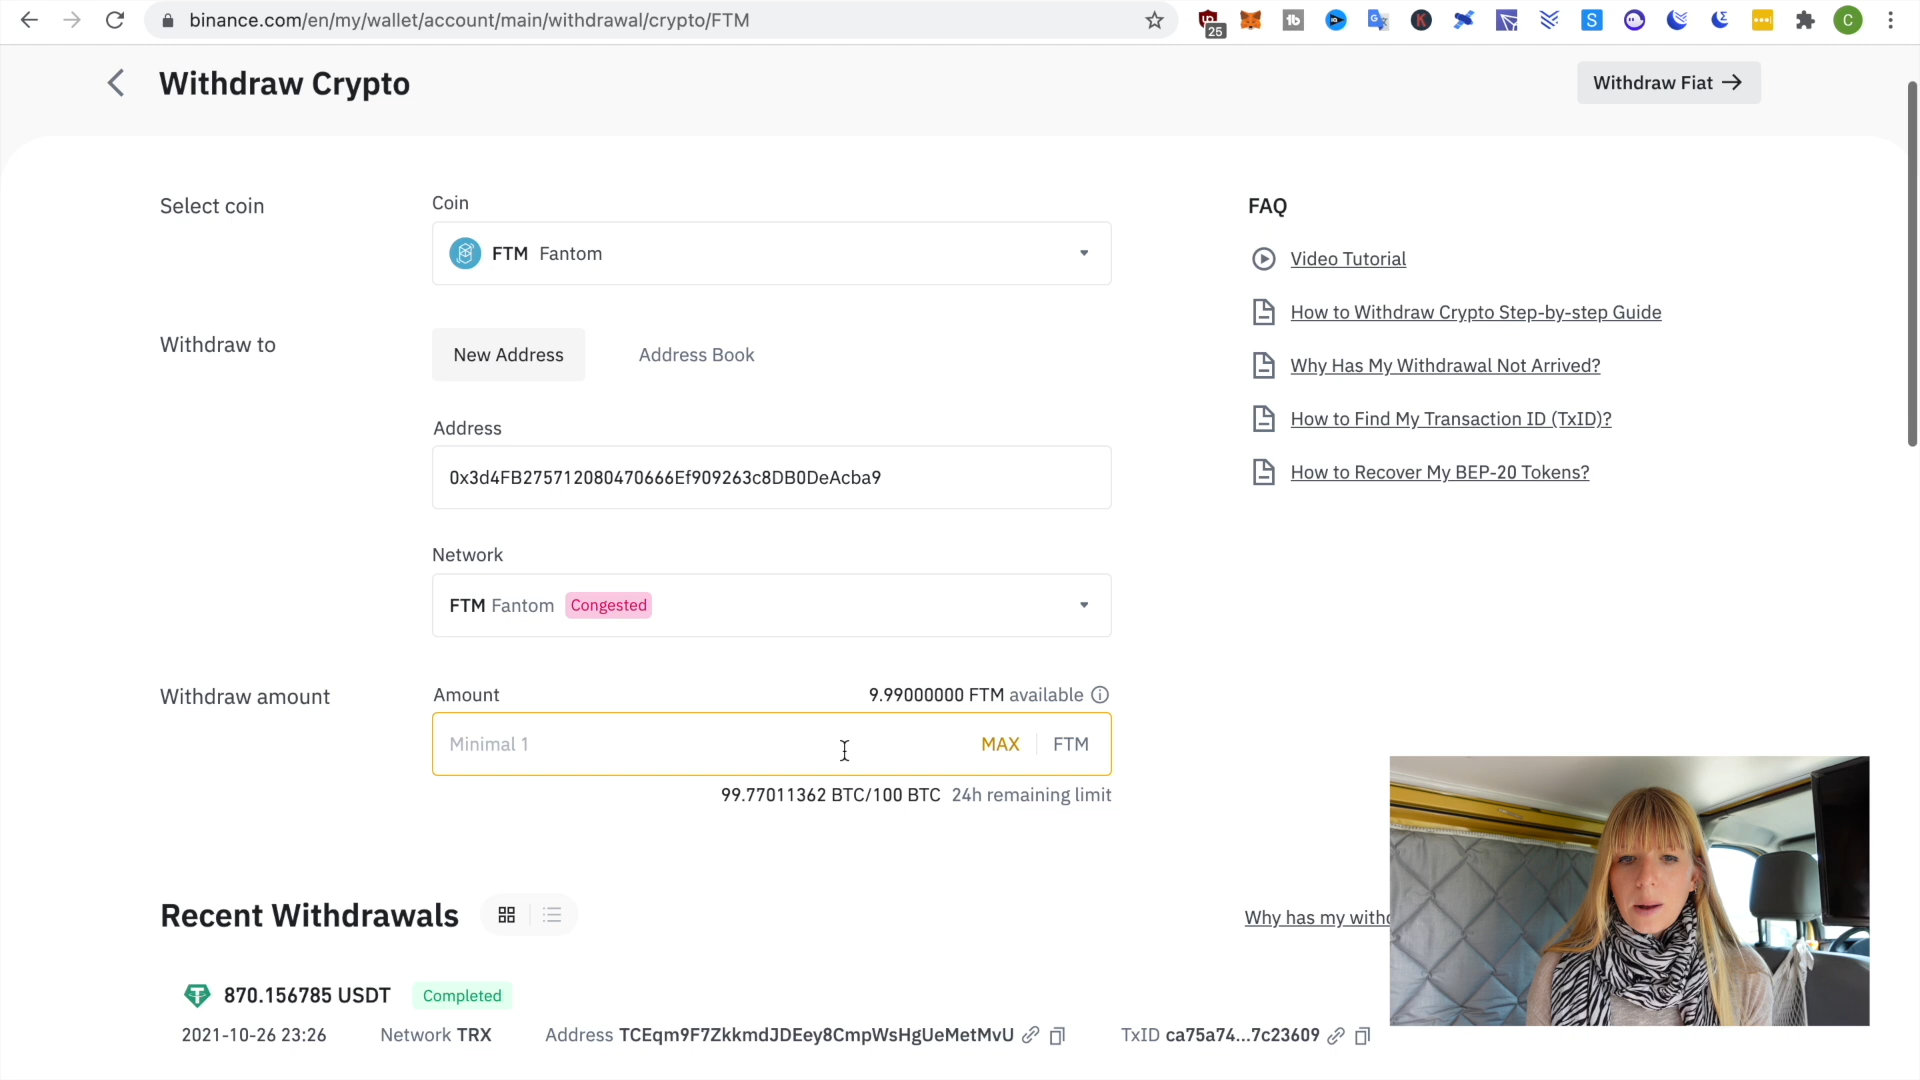 binance.com/en/my/wallet/account/main/withdrawal/crypto/FTM
25
Withdraw Crypto
Withdraw Fiat →
Select coin
Coin
FTM Fantom
Withdraw to
New Address
Address Book
Address
0x3d4FB275712080470666Ef909263c8DB0DeAcba9
Network
FTM Fantom Congested
Withdraw amount
Amount
9.99000000 FTM available
Minimal 1
MAX
FTM
99.77011362 BTC/100 BTC 24h remaining limit
FAQ
Video Tutorial
How to Withdraw Crypto Step-by-step Guide
Why Has My Withdrawal Not Arrived?
How to Find My Transaction ID (TxID)?
How to Recover My BEP-20 Tokens?
Recent Withdrawals
Why has my withd
870.156785 USDT Completed
2021-10-26 23:26 Network TRX Address TCEqm9F7ZkkmdJDEey8CmpWsHgUeMetMvU TxID ca75a74...7c23609